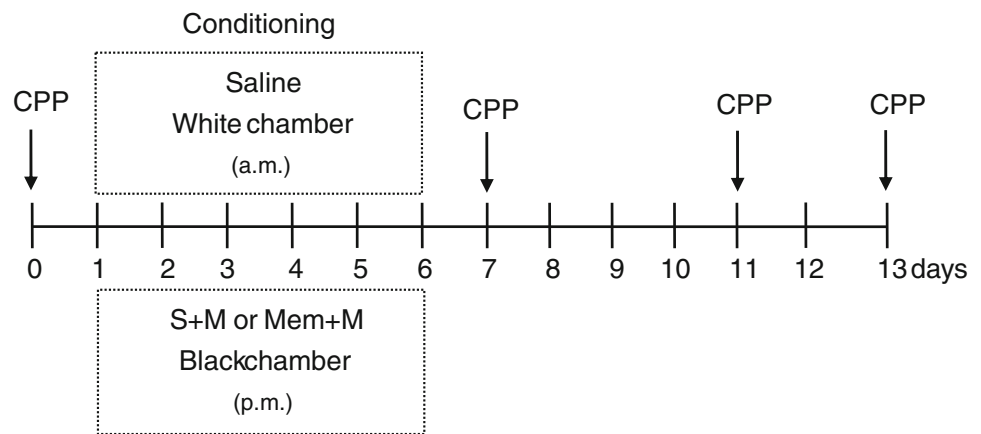 Conditioning
CPP
Saline
White chamber
(a.m.)
CPP
CPP
CPP
0 1 2 3 4 5 6 7 8 9 10 11 12 13 days
S+M or Mem+M
Blackchamber
(p.m.)